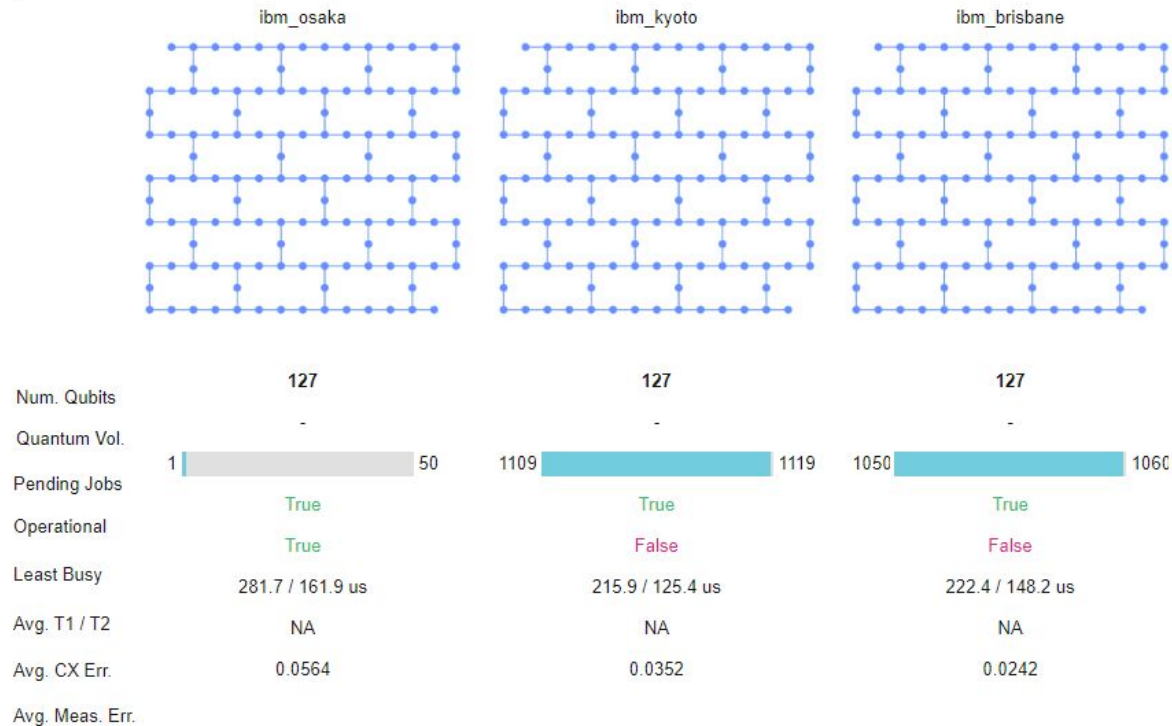 ibm_osaka ibm_kyoto ibm_brisbane
127 127 127
Num. Qubits
- - -
Quantum Vol.
1 50 1109 1119 1050 1060
Pending Jobs
True True True
Operational
True False False
Least Busy
281.7 / 161.9 us 215.9 / 125.4 us 222.4 / 148.2 us
Avg. T1 / T2
NA NA NA
Avg. CX Err.
0.0564 0.0352 0.0242
Avg. Meas. Err.